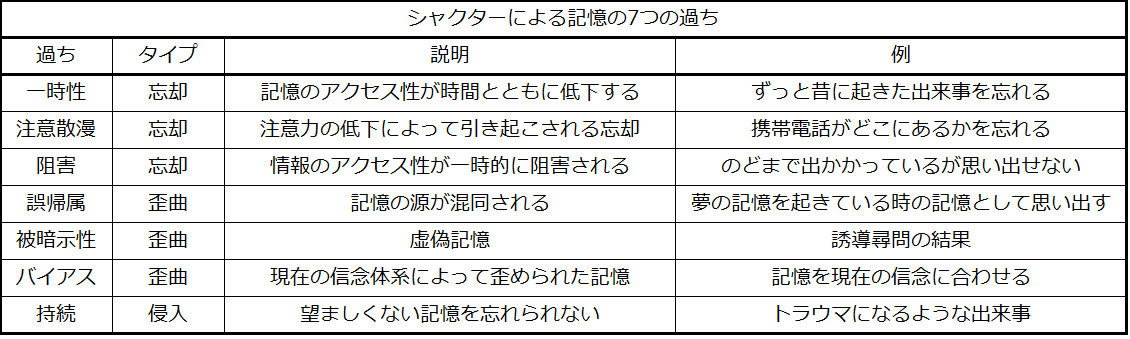 シャクターによる記憶の7つの過ち
過ち タイプ 説明 例
一時性 忘却 記憶のアクセス性が時間とともに低下する ずっと昔に起きた出来事を忘れる
注意散漫 忘却 注意力の低下によって引き起こされる忘却 携帯電話がどこにあるかを忘れる
阻害 忘却 情報のアクセス性が一時的に阻害される のどまで出かかっているが思い出せない
誤帰属 歪曲 記憶の源が混同される 夢の記憶を起きている時の記憶として思い出す
被暗示性 歪曲 虚偽記憶 誘導尋問の結果
バイアス 歪曲 現在の信念体系によって歪められた記憶 記憶を現在の信念に合わせる
持続 侵入 望ましくない記憶を忘れられない トラウマになるような出来事